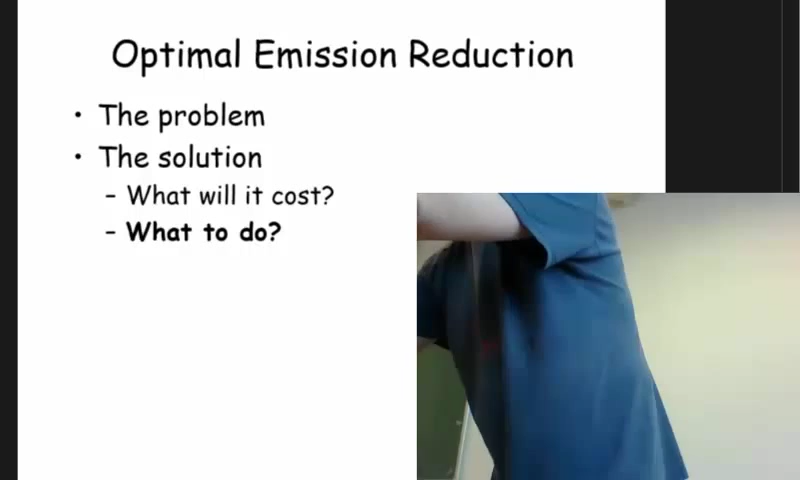 Optimal Emission Reduction
• The problem
• The solution
– What will it cost?
– What to do?